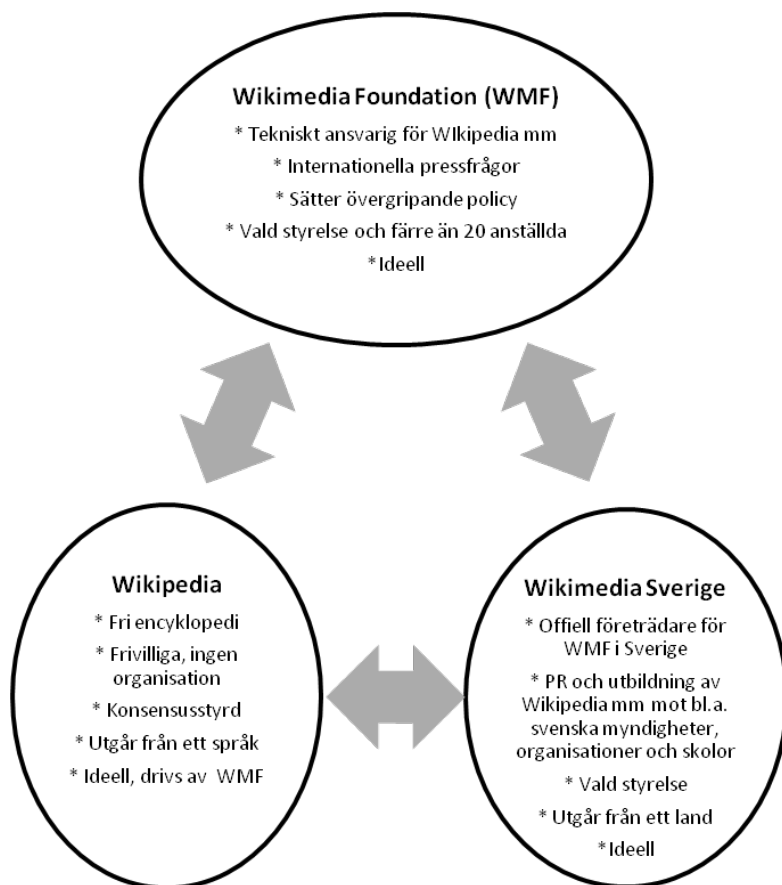 Wikimedia Foundation (WMF)
* Tekniskt ansvarig för WIkipedia mm
* Internationella pressfrågor
* Sätter övergripande policy
* Vald styrelse och färre än 20 anställda
*Ideell
Wikipedia
* Fri encyklopedi
* Frivilliga, ingen
organisation
* Konsensusstyrd
* Utgår från ett språk
* Ideell, drivs av WMF
Wikimedia Sverige
* Offiell företrädare för
WMF i Sverige
* PR och utbildning av
Wikipedia mm mot bl.a.
svenska myndigheter,
organisationer och skolor
* Vald styrelse
* Utgår från ett land
*Ideell